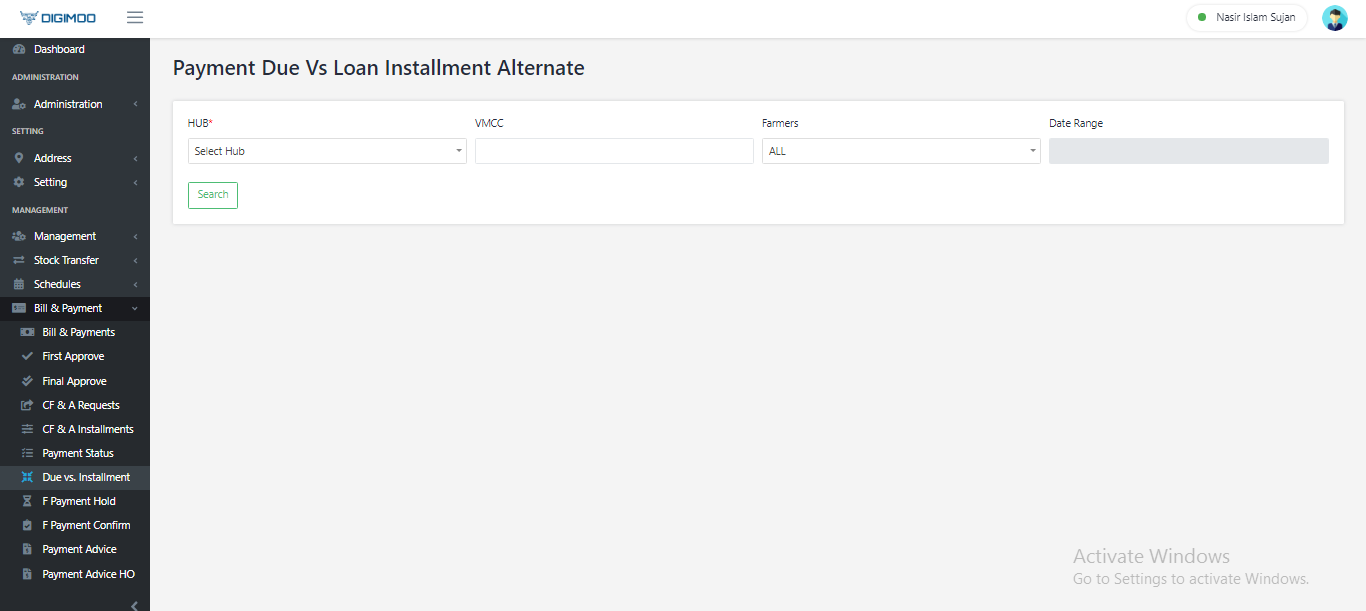 DIGIMOO
Nasir Islam Sujan
Dashboard
ADMINISTRATION
Administration
SETTING
Address
Setting
MANAGEMENT
Management
Stock Transfer
Schedules
Bill & Payment
Bill & Payments
First Approve
Final Approve
CF & A Requests
CF & A Installments
Payment Status
Due vs. Installment
F Payment Hold
F Payment Confirm
Payment Advice
Payment Advice HO
Payment Due Vs Loan Installment Alternate
HUB* VMCC Farmers Date Range
Select Hub ALL
Search
Activate Windows
Go to Settings to activate Windows.